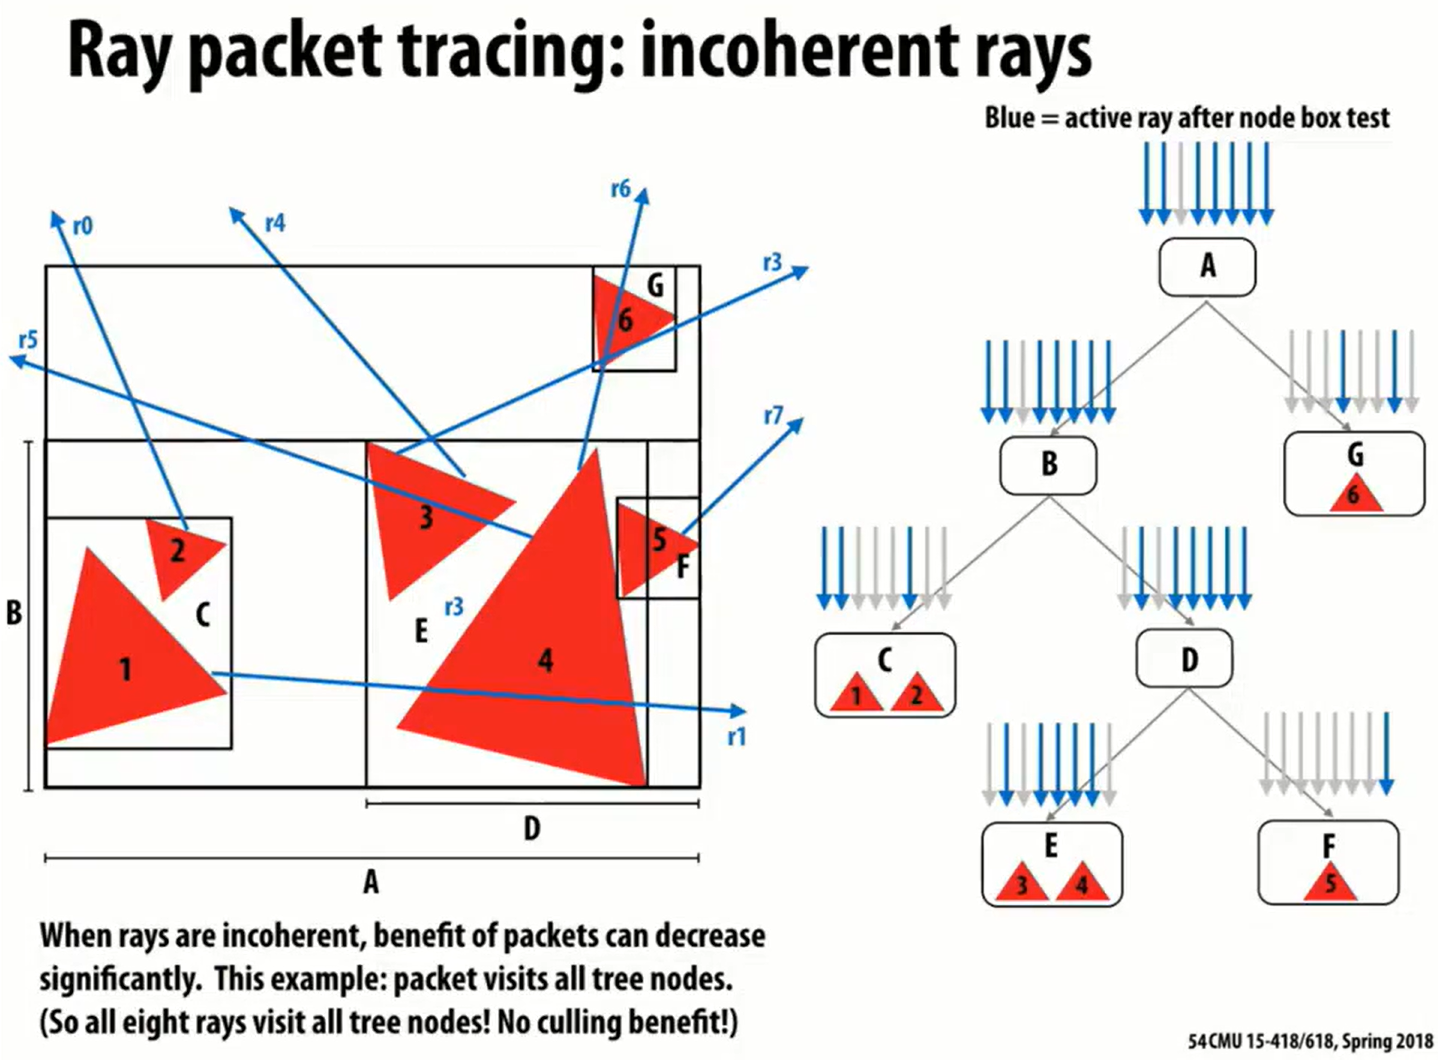 Ray packet tracing: incoherent rays
Blue = active ray after node box test
r6
r0
r4
r3
G
A
6
r5
r7
B
G
6
3
5
2
F
B
C
r3
E
1
4
C
D
1
2
r1
D
E
F
A
3
4
5
When rays are incoherent, benefit of packets can decrease
significantly. This example: packet visits all tree nodes.
(So all eight rays visit all tree nodes! No culling benefit!)
54 CMU 15-418/618, Spring 2018